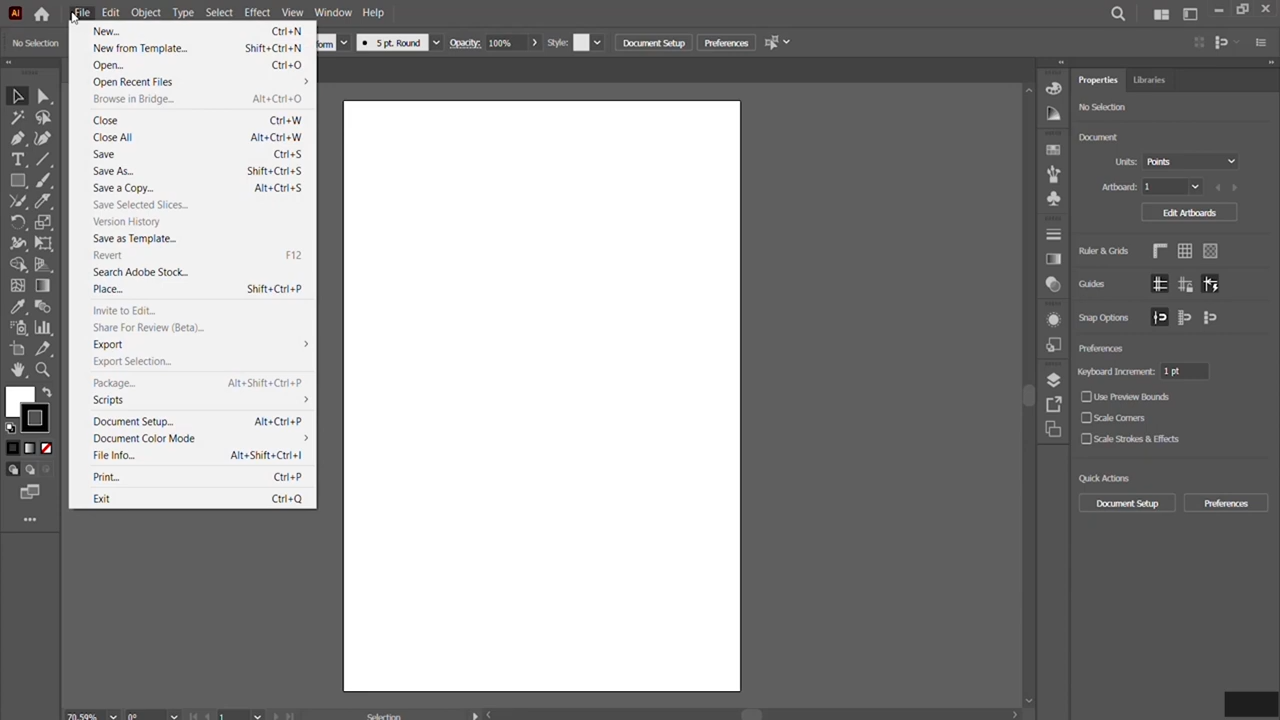 Ai File Edit Object Type Select Effect View Window Help
No Selection form 5 pt. Round Opacity: 100% Style: Document Setup Preferences
New... Ctrl+N
New from Template... Shift+Ctrl+N
Open... Ctrl+O
Open Recent Files
Browse in Bridge... Alt+Ctrl+O
Close Ctrl+W
Close All Alt+Ctrl+W
Save Ctrl+S
Save As... Shift+Ctrl+S
Save a Copy... Alt+Ctrl+S
Save Selected Slices...
Version History
Save as Template...
Revert F12
Search Adobe Stock...
Place... Shift+Ctrl+P
Invite to Edit...
Share For Review (Beta)...
Export
Export Selection...
Package... Alt+Shift+Ctrl+P
Scripts
Document Setup... Alt+Ctrl+P
Document Color Mode
File Info... Alt+Shift+Ctrl+I
Print... Ctrl+P
Exit Ctrl+Q
Properties Libraries
No Selection
Document
Units: Points
Artboard: 1
Edit Artboards
Ruler & Grids
Guides
Snap Options
Preferences
Keyboard Increment: 1 pt
Use Preview Bounds
Scale Corners
Scale Strokes & Effects
Quick Actions
Document Setup Preferences
70.59% 0° 1 Selection